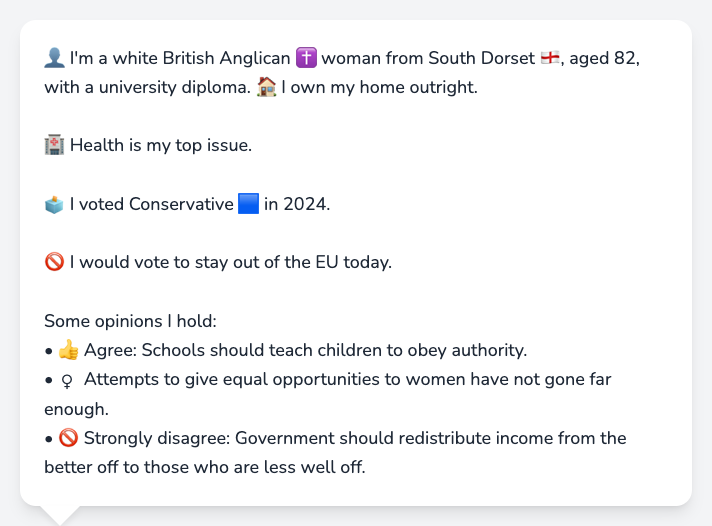 👤 I'm a white British Anglican ✝️ woman from South Dorset 🏴󠁧󠁢󠁥󠁮󠁧󠁿, aged 82,
with a university diploma. 🏠 I own my home outright.
🏥 Health is my top issue.
🗳️ I voted Conservative 🟦 in 2024.
🚫 I would vote to stay out of the EU today.
Some opinions I hold:
• 👍 Agree: Schools should teach children to obey authority.
• ♀ Attempts to give equal opportunities to women have not gone far
enough.
• 🚫 Strongly disagree: Government should redistribute income from the
better off to those who are less well off.